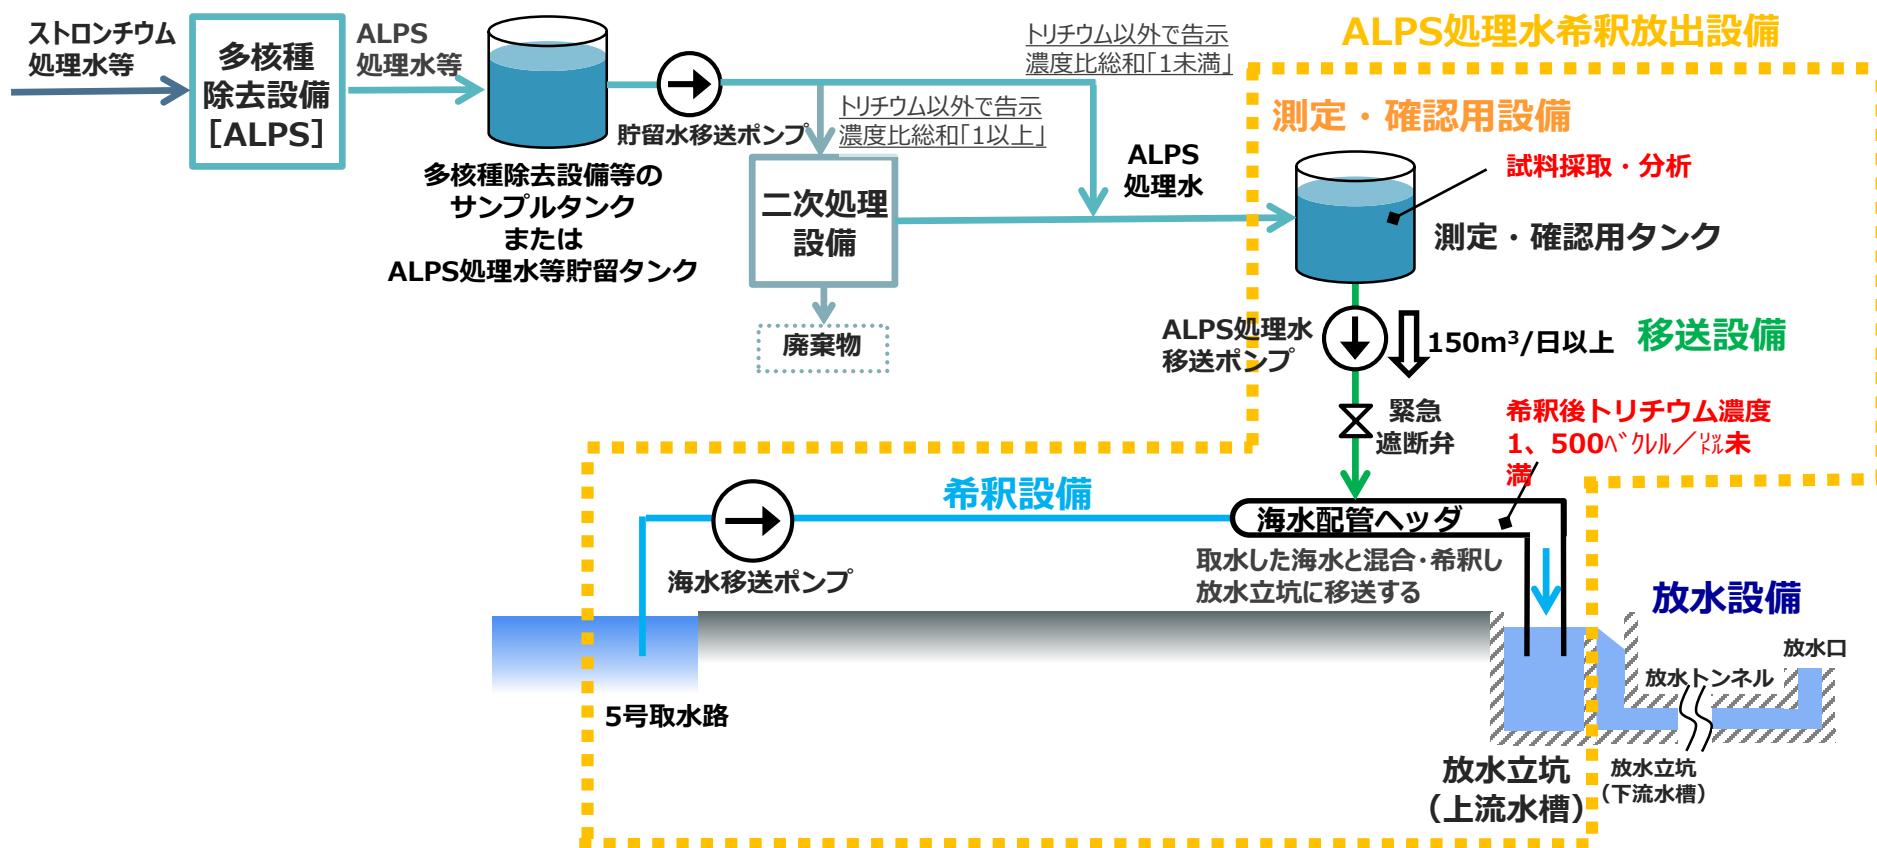 ストロンチウム
処理水等
多核種
除去設備
[ALPS]
ALPS
処理水等
貯留水移送ポンプ
多核種除去設備等の
サンプルタンク
または
ALPS処理水等貯留タンク
トリチウム以外で告示
濃度比総和「1未満」
トリチウム以外で告示
濃度比総和「1以上」
二次処理
設備
廃棄物
ALPS
処理水
ALPS処理水希釈放出設備
測定・確認用設備
試料採取・分析
測定・確認用タンク
ALPS処理水
移送ポンプ
150m³/日以上
移送設備
緊急
遮断弁
希釈後トリチウム濃度
1、500ベクレル／リットル未
満
希釈設備
海水移送ポンプ
海水配管ヘッダ
取水した海水と混合・希釈し
放水立坑に移送する
5号取水路
放水設備
放水口
放水トンネル
放水立坑
（上流水槽）
放水立坑
（下流水槽）